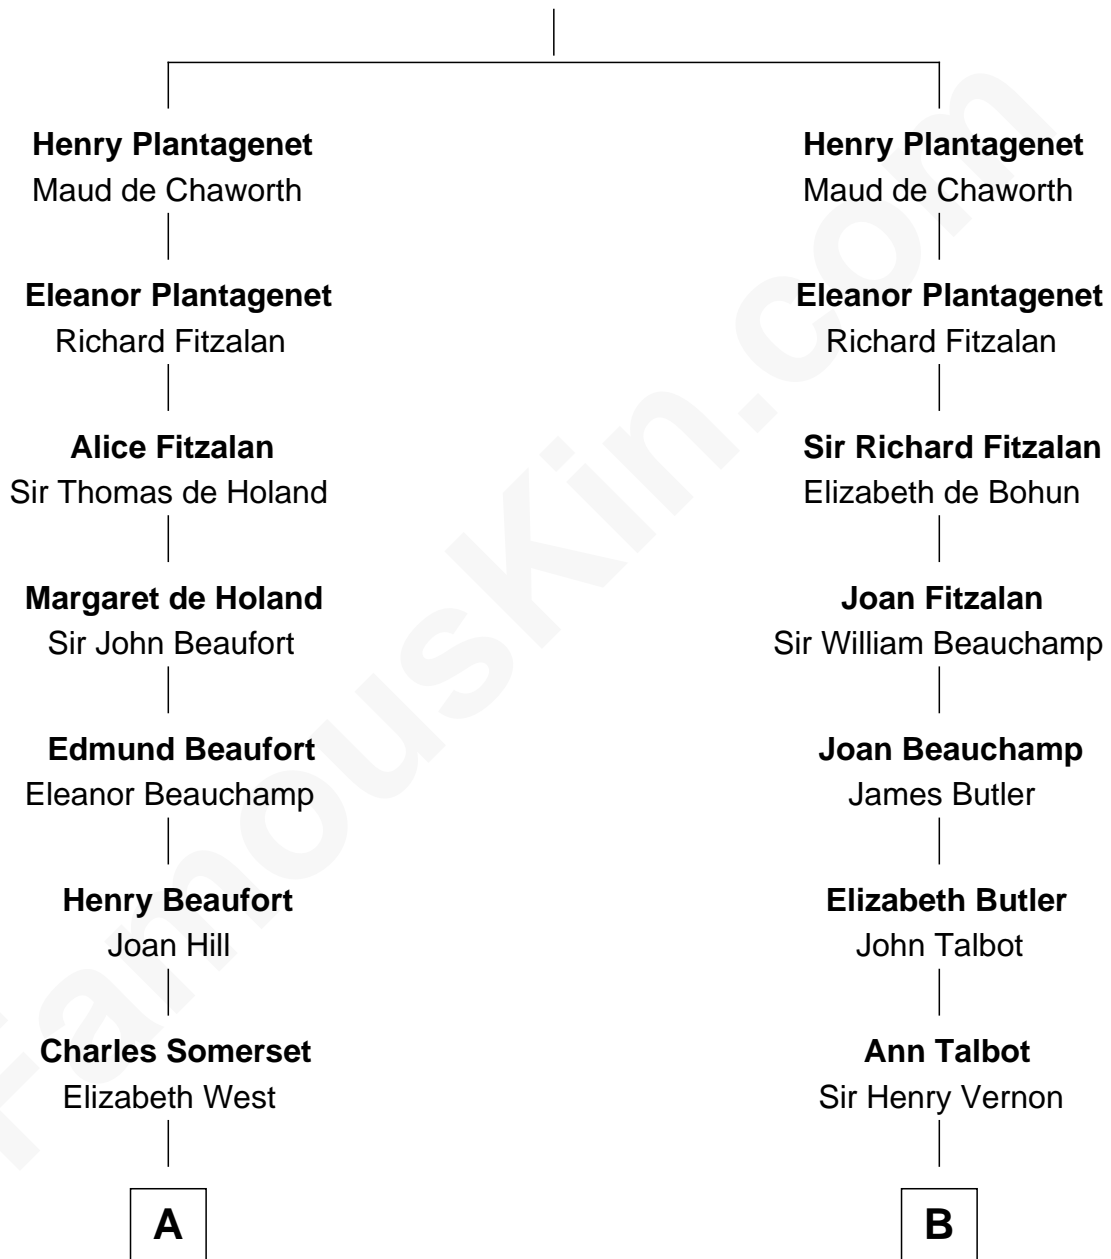 Henry Plantagenet
Maud de Chaworth
Eleanor Plantagenet
Richard Fitzalan
Alice Fitzalan
Sir Thomas de Holand
Margaret de Holand
Sir John Beaufort
Edmund Beaufort
Eleanor Beauchamp
Henry Beaufort
Joan Hill
Charles Somerset
Elizabeth West
A
Henry Plantagenet
Maud de Chaworth
Eleanor Plantagenet
Richard Fitzalan
Sir Richard Fitzalan
Elizabeth de Bohun
Joan Fitzalan
Sir William Beauchamp
Joan Beauchamp
James Butler
Elizabeth Butler
John Talbot
Ann Talbot
Sir Henry Vernon
B
FamousKin.com